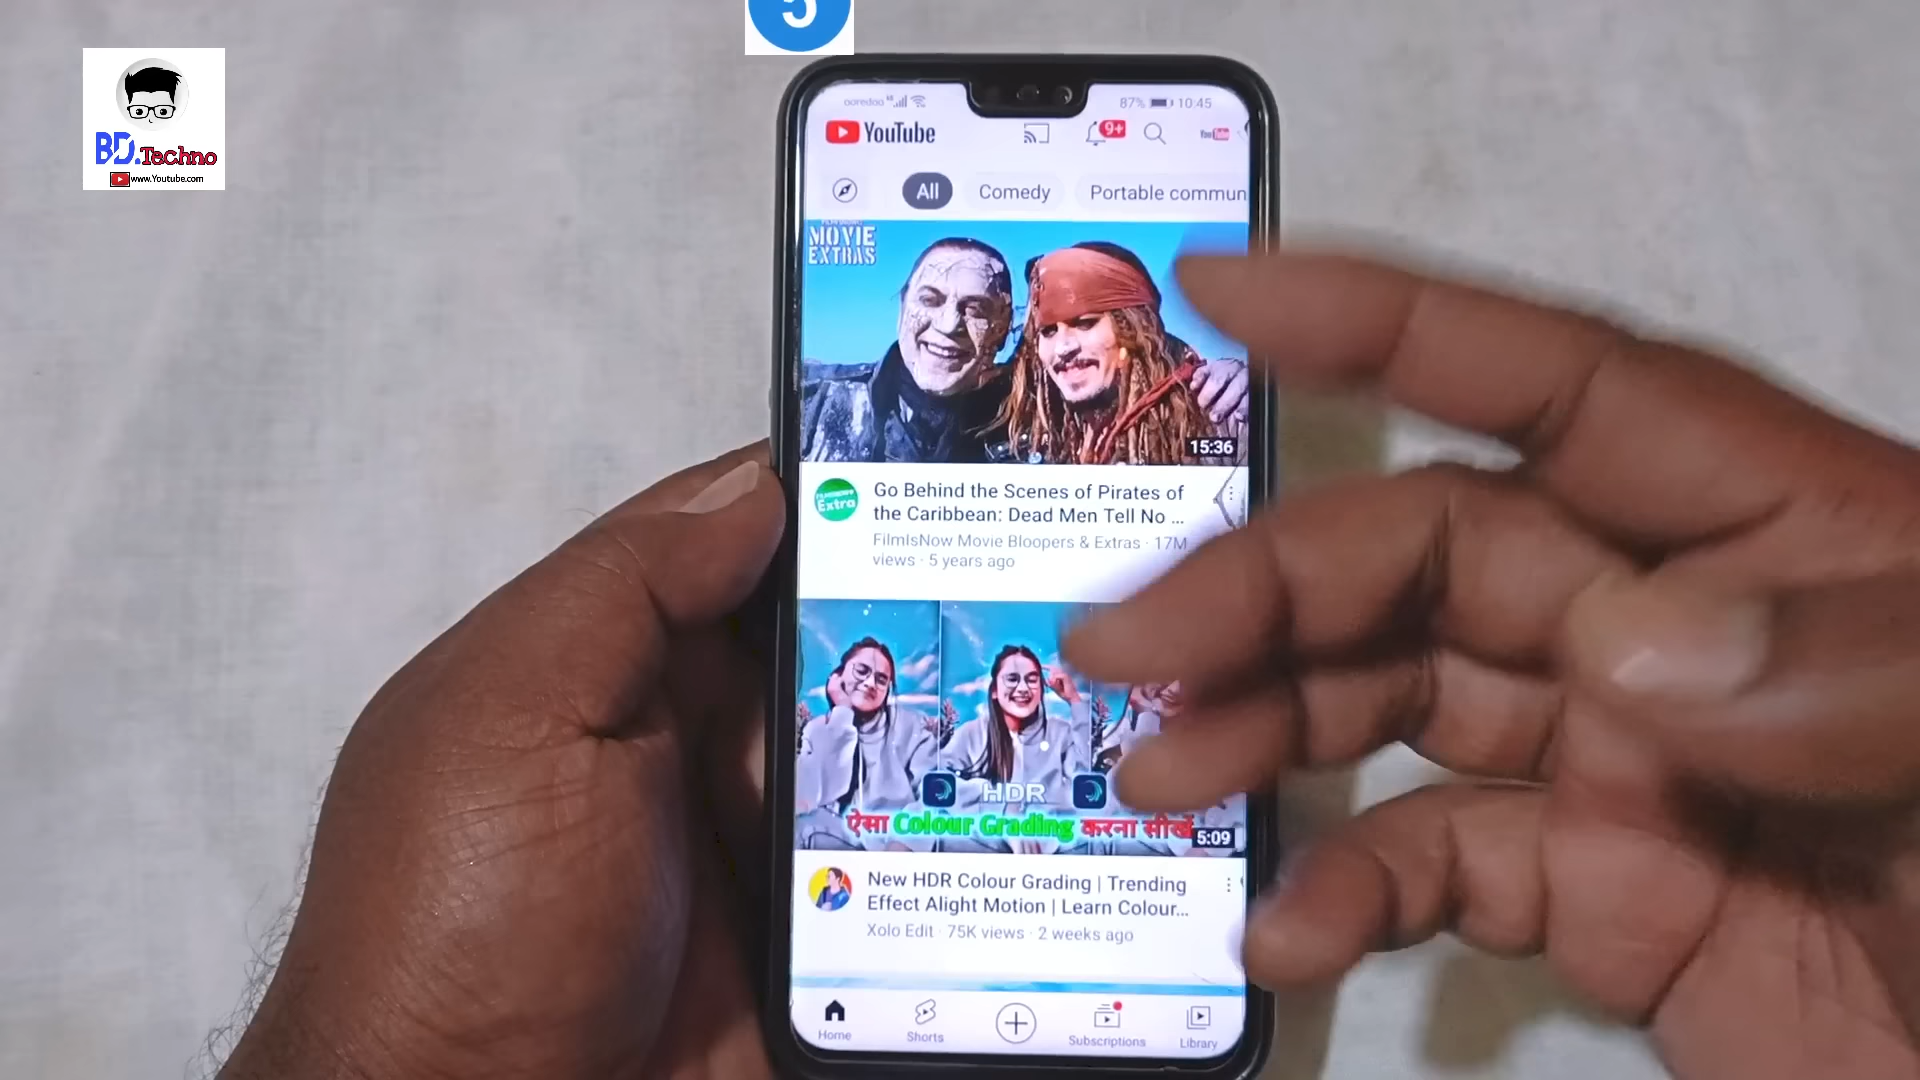 5
BD.Techno
www.Youtube.com
ooredoo
87% 10:45
YouTube
9+
YouTube
All Comedy Portable commun
MOVIE
EXTRAS
15:36
Extra
Go Behind the Scenes of Pirates of
the Caribbean: Dead Men Tell No ...
FilmIsNow Movie Bloopers & Extras · 17M
views · 5 years ago
HDR
ऐसा Colour Grading करना सीखें
5:09
New HDR Colour Grading | Trending
Effect Alight Motion | Learn Colour...
Xolo Edit · 75K views · 2 weeks ago
Home Shorts Subscriptions Library